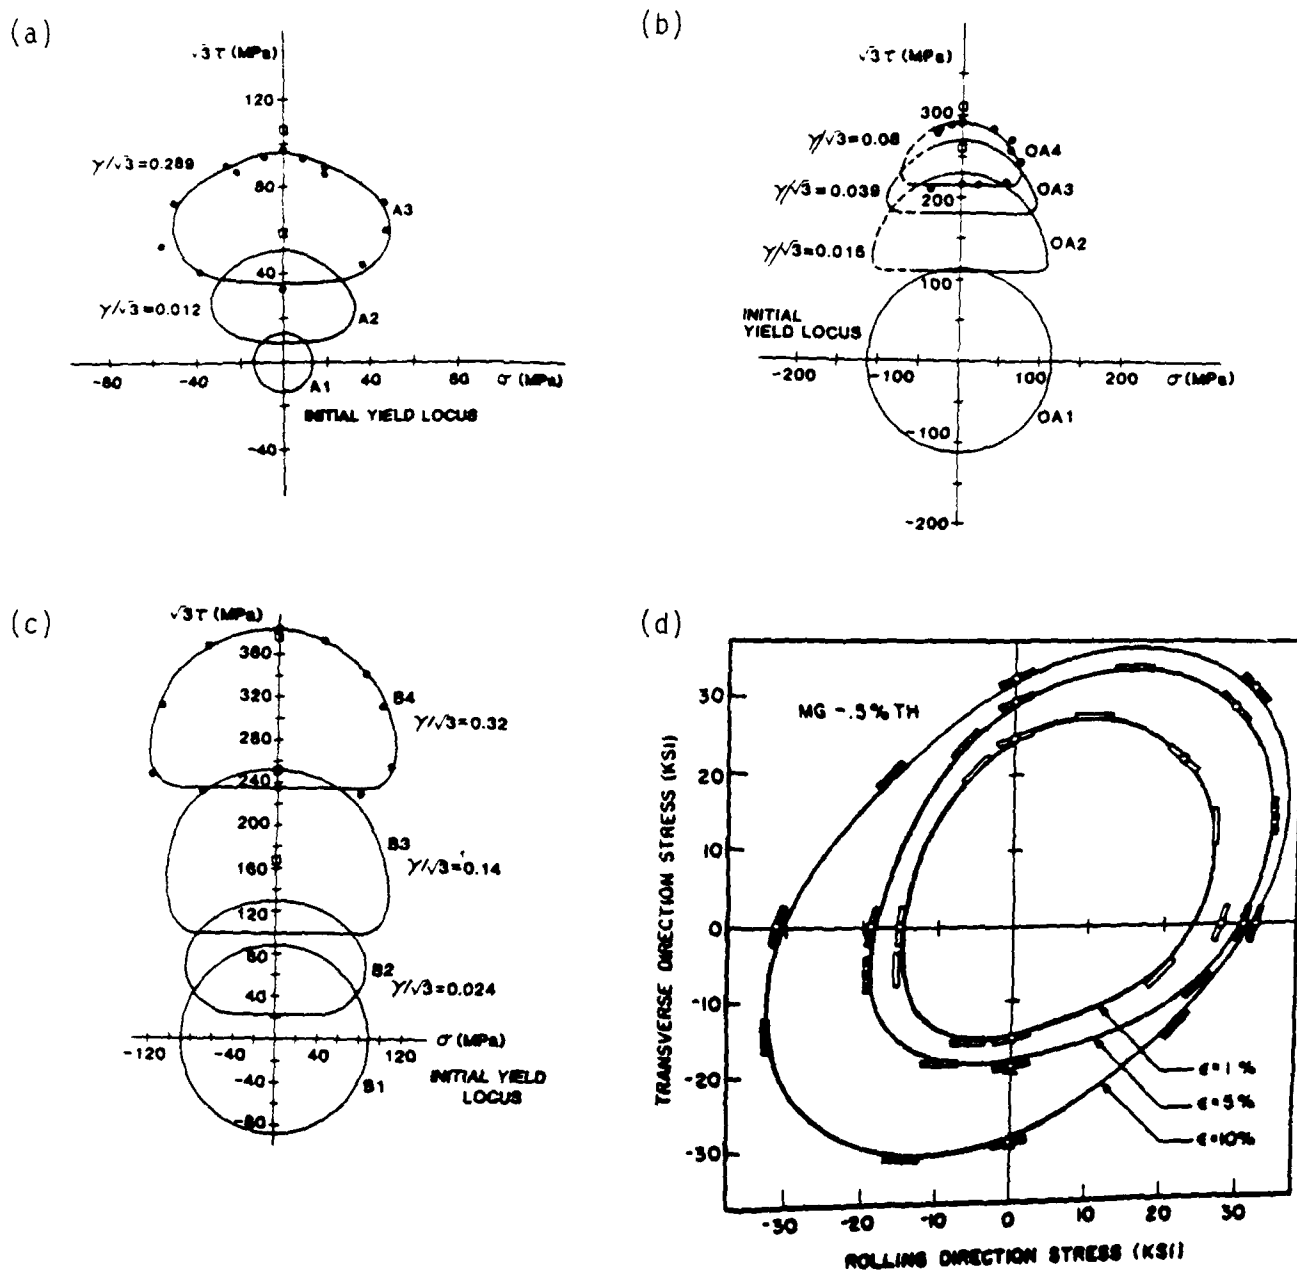 (a)
√3τ (MPa)
120
γ/√3=0.289
80
A3
40
γ/√3=0.012
A2
-80
-40
40
60
σ (MPa)
A1
INITIAL YIELD LOCUS
-40
(b)
√3τ (MPa)
300
γ/√3=0.08
OA4
γ/√3=0.039
OA3
200
γ/√3=0.016
OA2
100
INITIAL
YIELD LOCUS
-200
-100
100
200
σ (MPa)
-100
OA1
-200
(c)
√3τ (MPa)
360
B4
320
γ/√3=0.32
280
240
200
B3
γ/√3=0.14
160
120
80
B2
γ/√3=0.024
40
-120
-40
40
120
σ (MPa)
INITIAL YIELD
LOCUS
-40
B1
-80
(d)
MG -.5% TH
TRANSVERSE DIRECTION STRESS (KSI)
30
20
10
0
-10
-20
-30
ϵ=1%
ϵ=5%
ϵ=10%
-30
-20
-10
0
10
20
30
ROLLING DIRECTION STRESS (KSI)